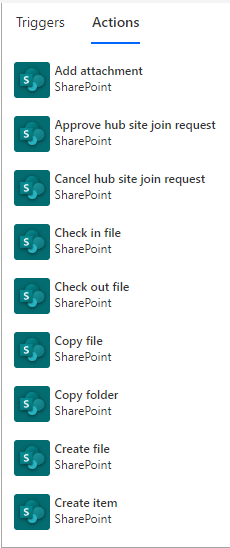 Triggers Actions
Add attachment
SharePoint
Approve hub site join request
SharePoint
Cancel hub site join request
SharePoint
Check in file
SharePoint
Check out file
SharePoint
Copy file
SharePoint
Copy folder
SharePoint
Create file
SharePoint
Create item
SharePoint